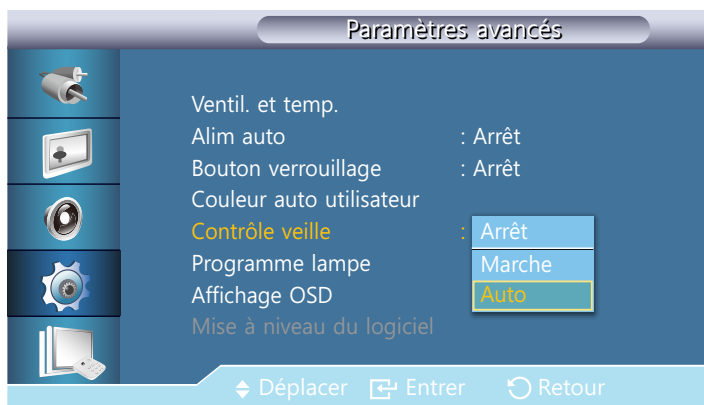 Paramètres avancés
Ventil. et temp.
Alim auto : Arrêt
Bouton verrouillage : Arrêt
Couleur auto utilisateur
Contrôle veille : Arrêt
Programme lampe Marche
Affichage OSD Auto
Mise à niveau du logiciel
Déplacer Entrer Retour